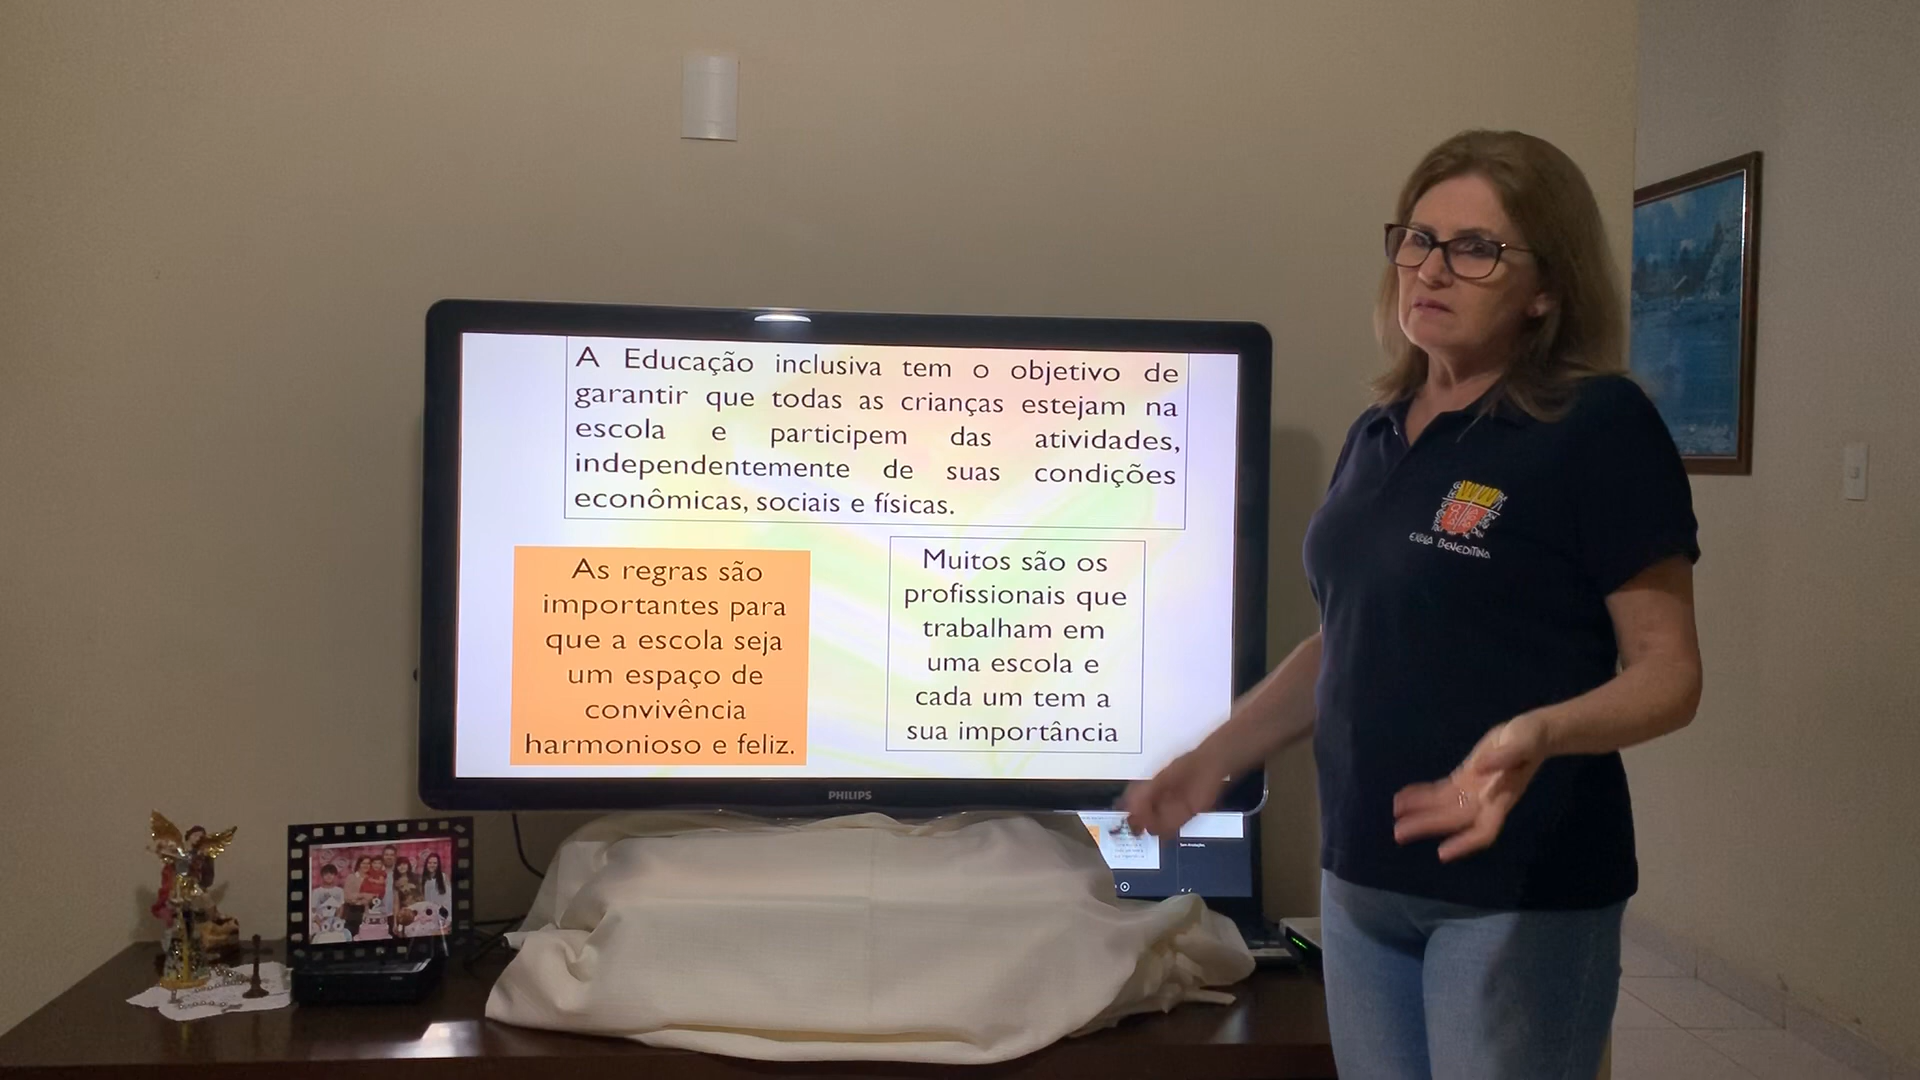 A Educação inclusiva tem o objetivo de
garantir que todas as crianças estejam na
escola e participem das atividades,
independentemente de suas condições
econômicas, sociais e físicas.
As regras são
importantes para
que a escola seja
um espaço de
convivência
harmonioso e feliz.
Muitos são os
profissionais que
trabalham em
uma escola e
cada um tem a
sua importância
PHILIPS
ESCOLA BENEDITINA